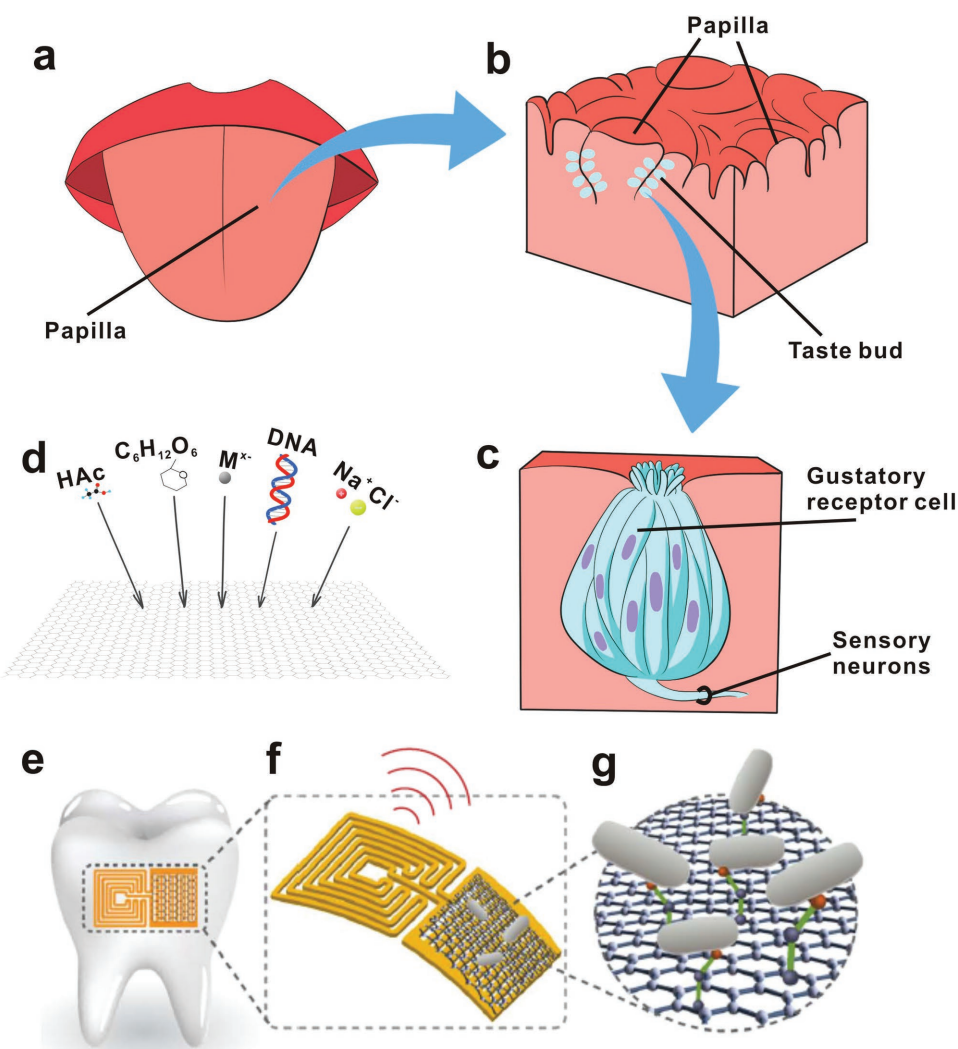 a
Papilla
b
Papilla
Taste bud
c
Gustatory
receptor cell
Sensory
neurons
d
HAc
C₆H₁₂O₆
Mˣ⁻
DNA
Na⁺Cl⁻
+
e
f
g